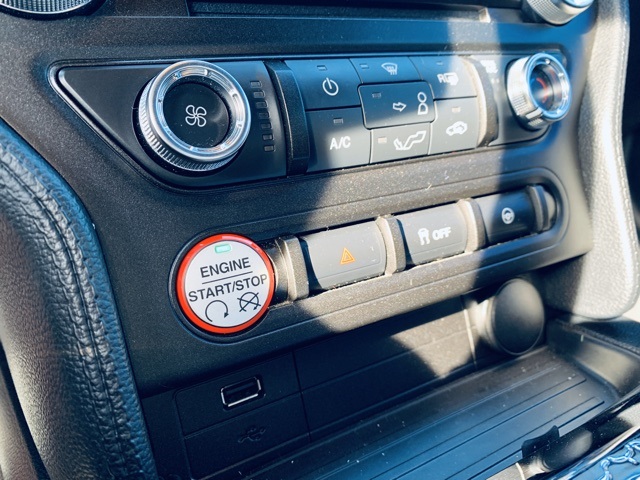 R
A/C
OFF
ENGINE
START/STOP